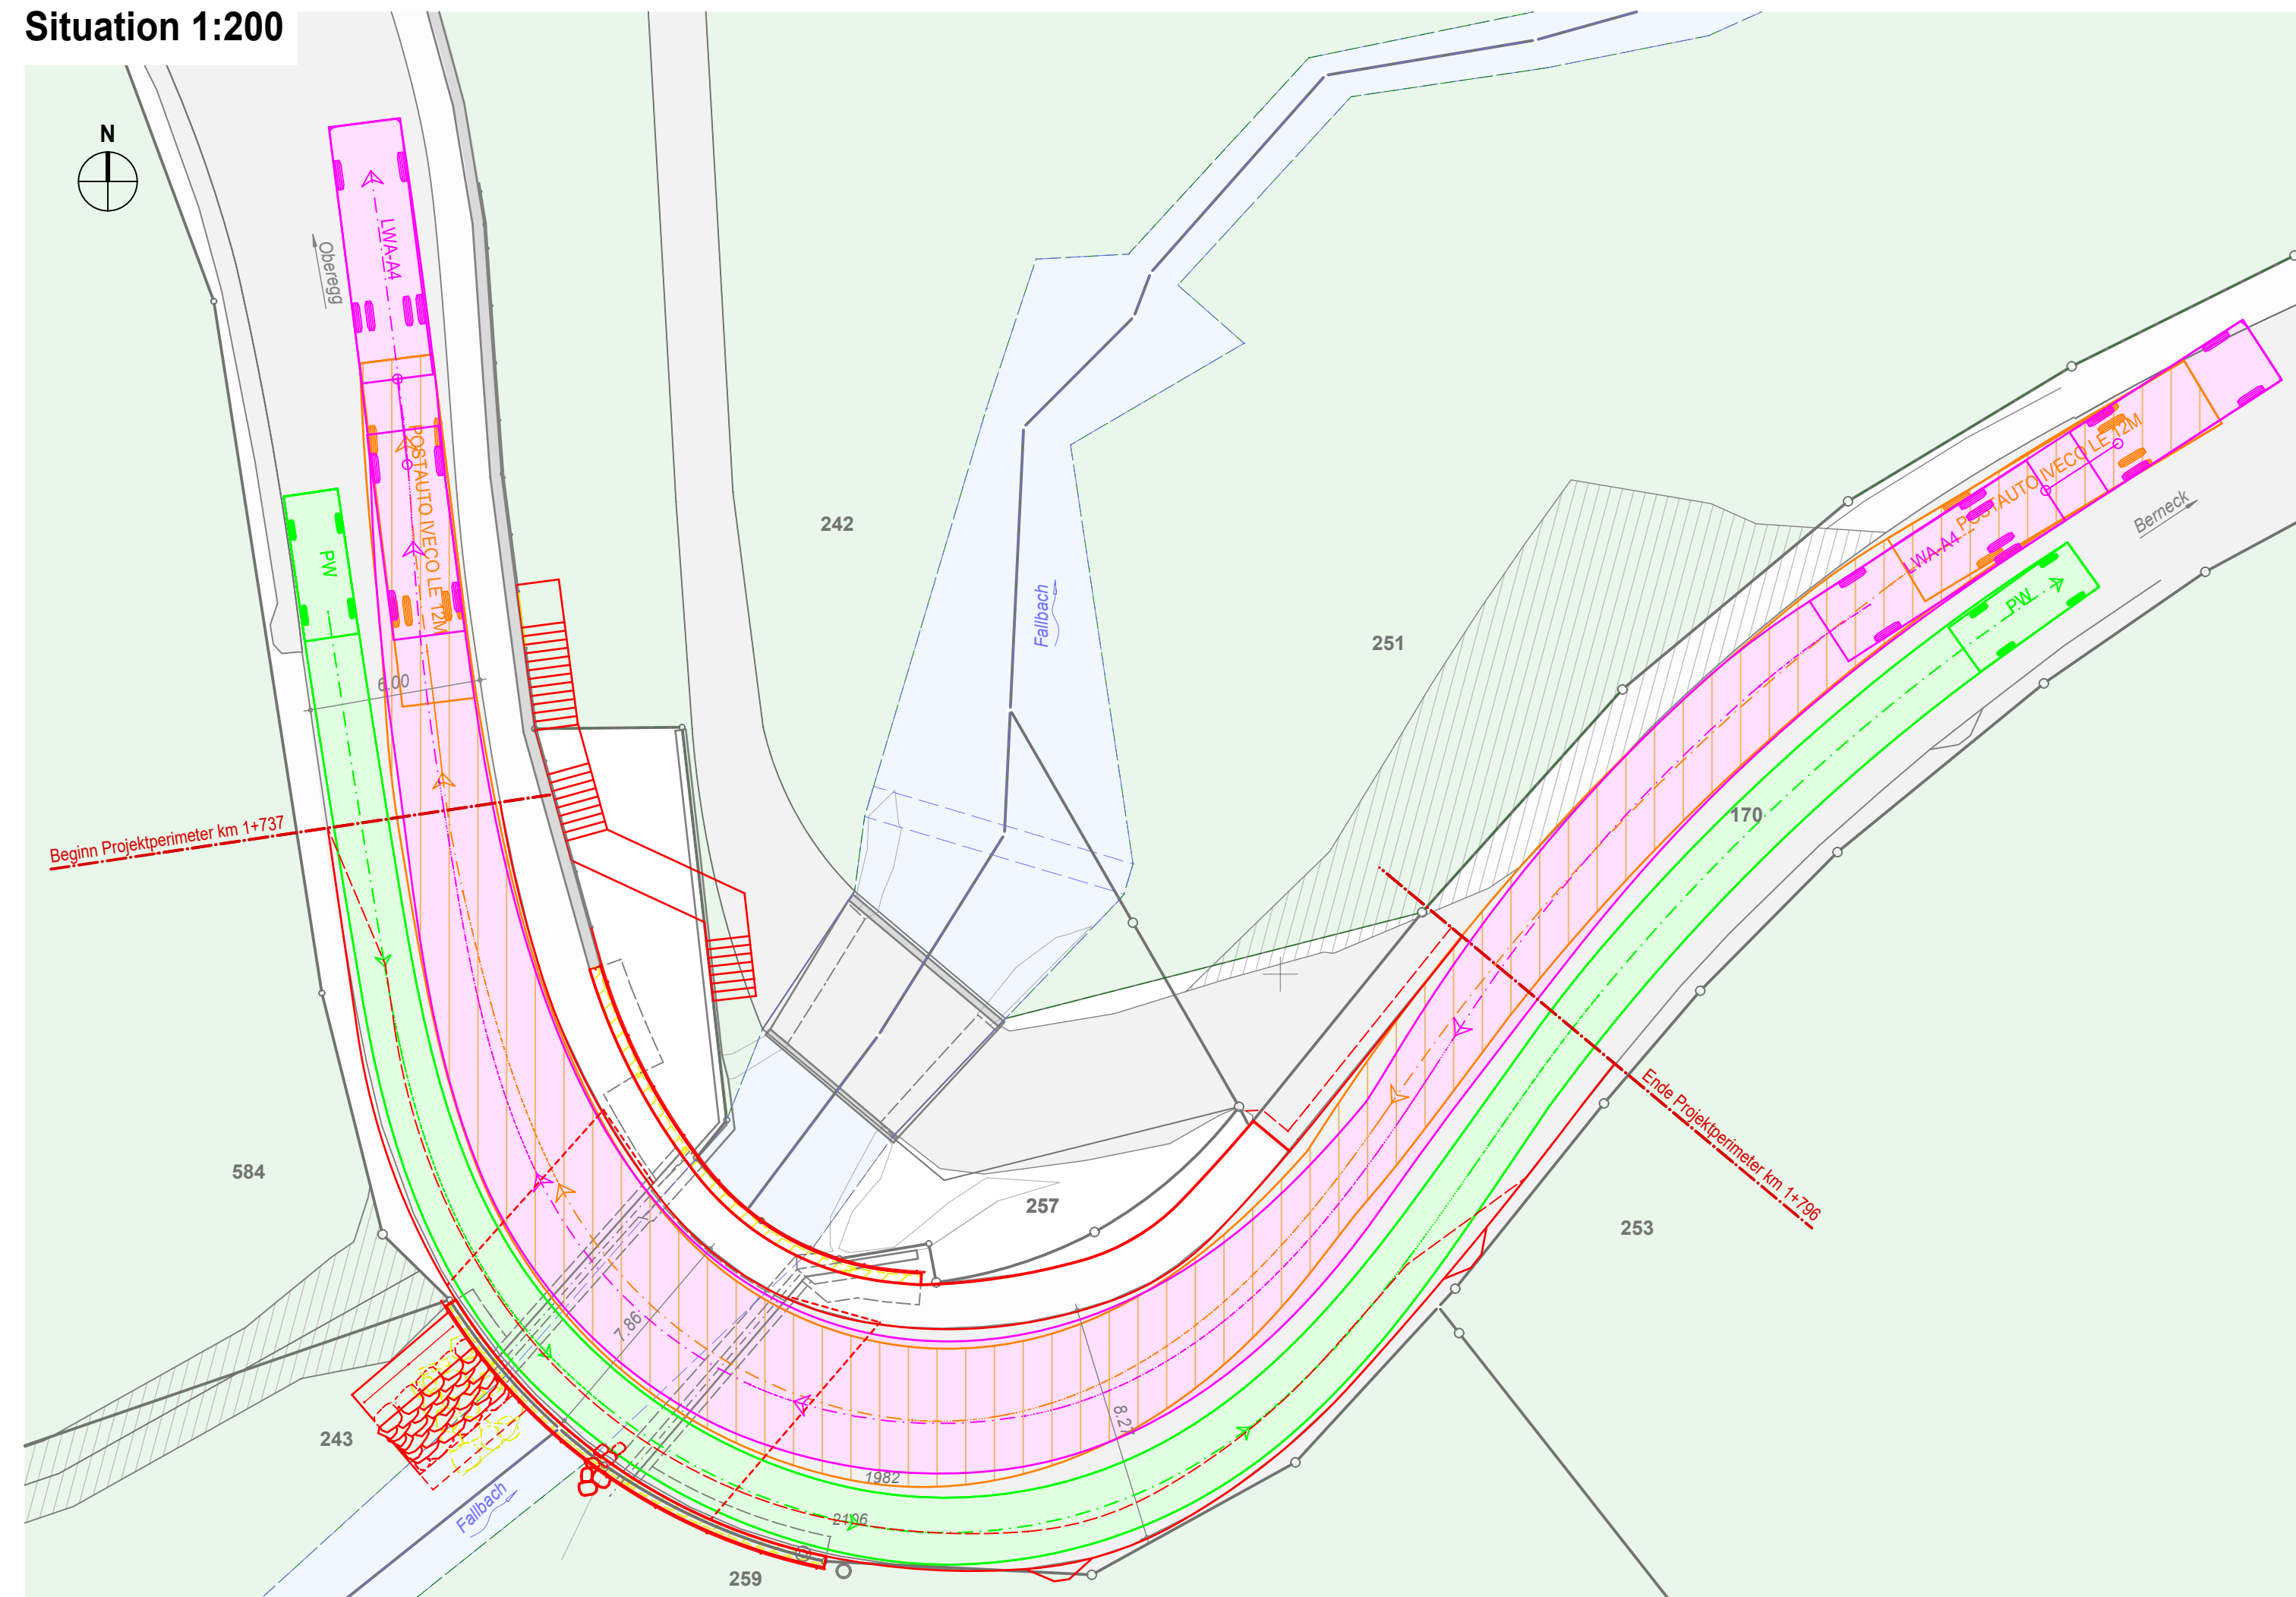 Situation 1:200
N
LWA-A4
Oberegg
POSTAUTO IVECO LE 12M
PW
6.00
Beginn Projektperimeter km 1+737
242
Fallbach
251
POSTAUTO IVECO LE 12M
LWA-A4
Berneck
PW
170
Ende Projektperimeter km 1+796
584
257
253
7.86
8.21
243
1982
2196
Fallbach
259